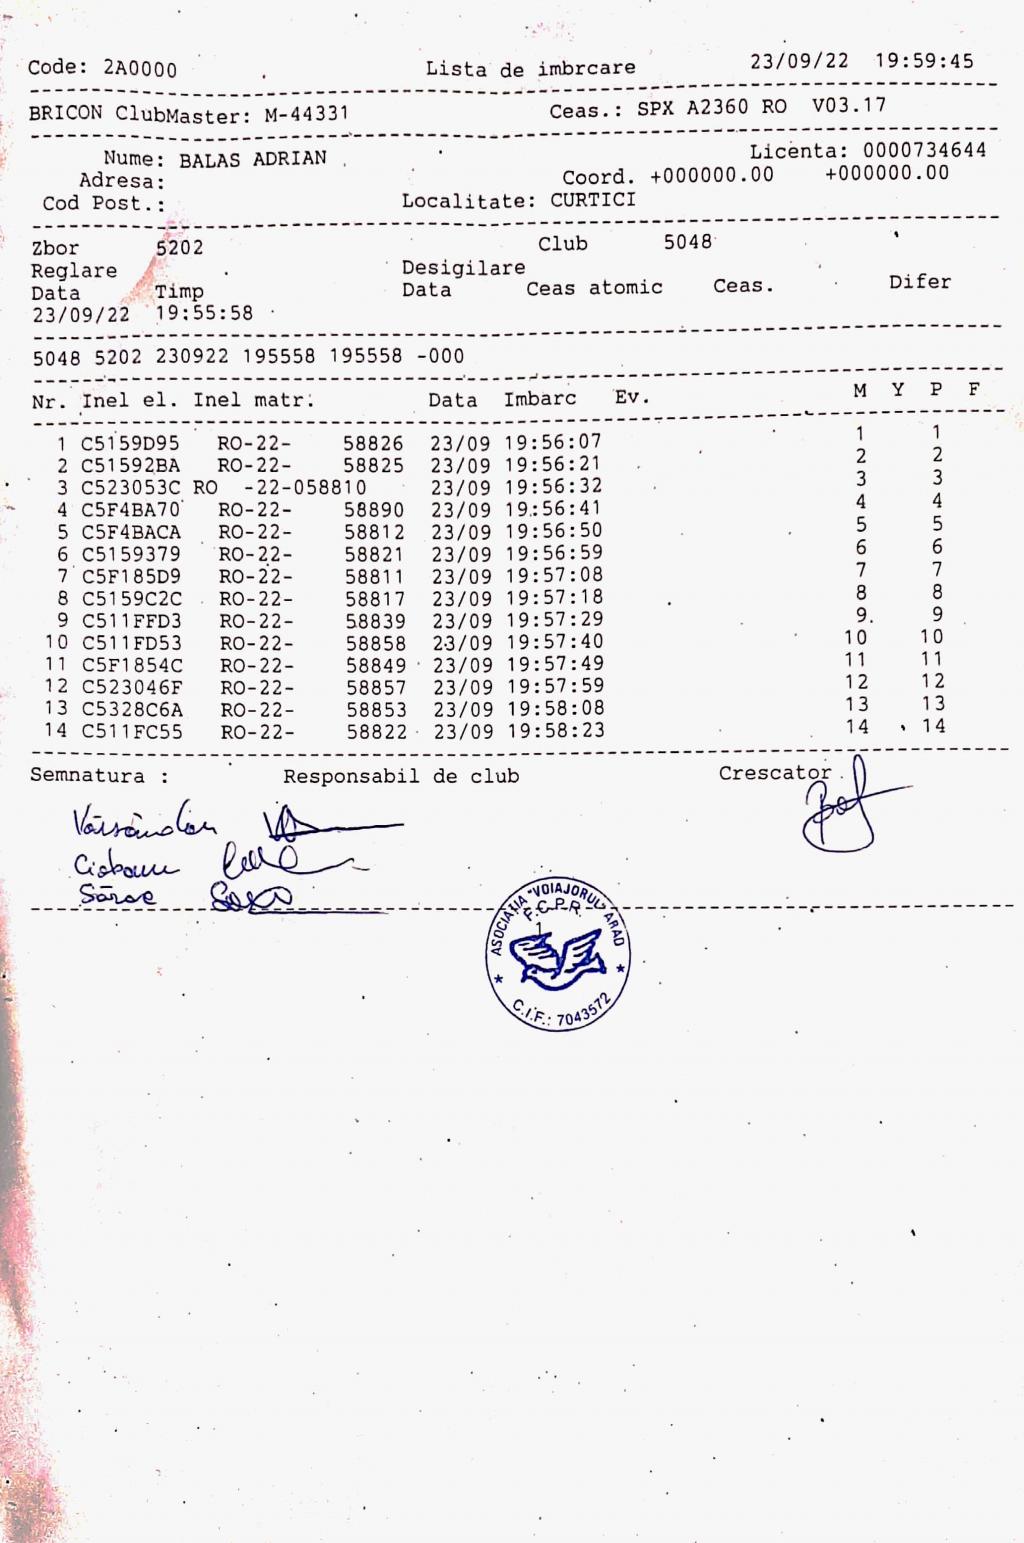 Code: 2A0000 Lista de imbrcare 23/09/22 19:59:45
BRICON ClubMaster: M-44331 Ceas.: SPX A2360 RO V03.17
Nume: BALAS ADRIAN Licenta: 0000734644
Adresa: Coord. +000000.00 +000000.00
Cod Post.: Localitate: CURTICI
Zbor 5202 Club 5048
Reglare Desigilare
Data Timp Data Ceas atomic Ceas. Difer
23/09/22 19:55:58
5048 5202 230922 195558 195558 -000
Nr. Inel el. Inel matr. Data Imbarc Ev. M Y P F
1 C5159D95 RO-22- 58826 23/09 19:56:07 1 1
2 C51592BA RO-22- 58825 23/09 19:56:21 2 2
3 C523053C RO -22-058810 23/09 19:56:32 3 3
4 C5F4BA70 RO-22- 58890 23/09 19:56:41 4 4
5 C5F4BACA RO-22- 58812 23/09 19:56:50 5 5
6 C5159379 RO-22- 58821 23/09 19:56:59 6 6
7 C5F185D9 RO-22- 58811 23/09 19:57:08 7 7
8 C5159C2C RO-22- 58817 23/09 19:57:18 8 8
9 C511FFD3 RO-22- 58839 23/09 19:57:29 9 9
10 C511FD53 RO-22- 58858 23/09 19:57:40 10 10
11 C5F1854C RO-22- 58849 23/09 19:57:49 11 11
12 C523046F RO-22- 58857 23/09 19:57:59 12 12
13 C5328C6A RO-22- 58853 23/09 19:58:08 13 13
14 C511FC55 RO-22- 58822 23/09 19:58:23 14 14
Semnatura : Responsabil de club Crescator
ASOCIAȚIA "VOIAJORUL" ARAD
F.C.P.R.
1
C.I.F.: 7043572